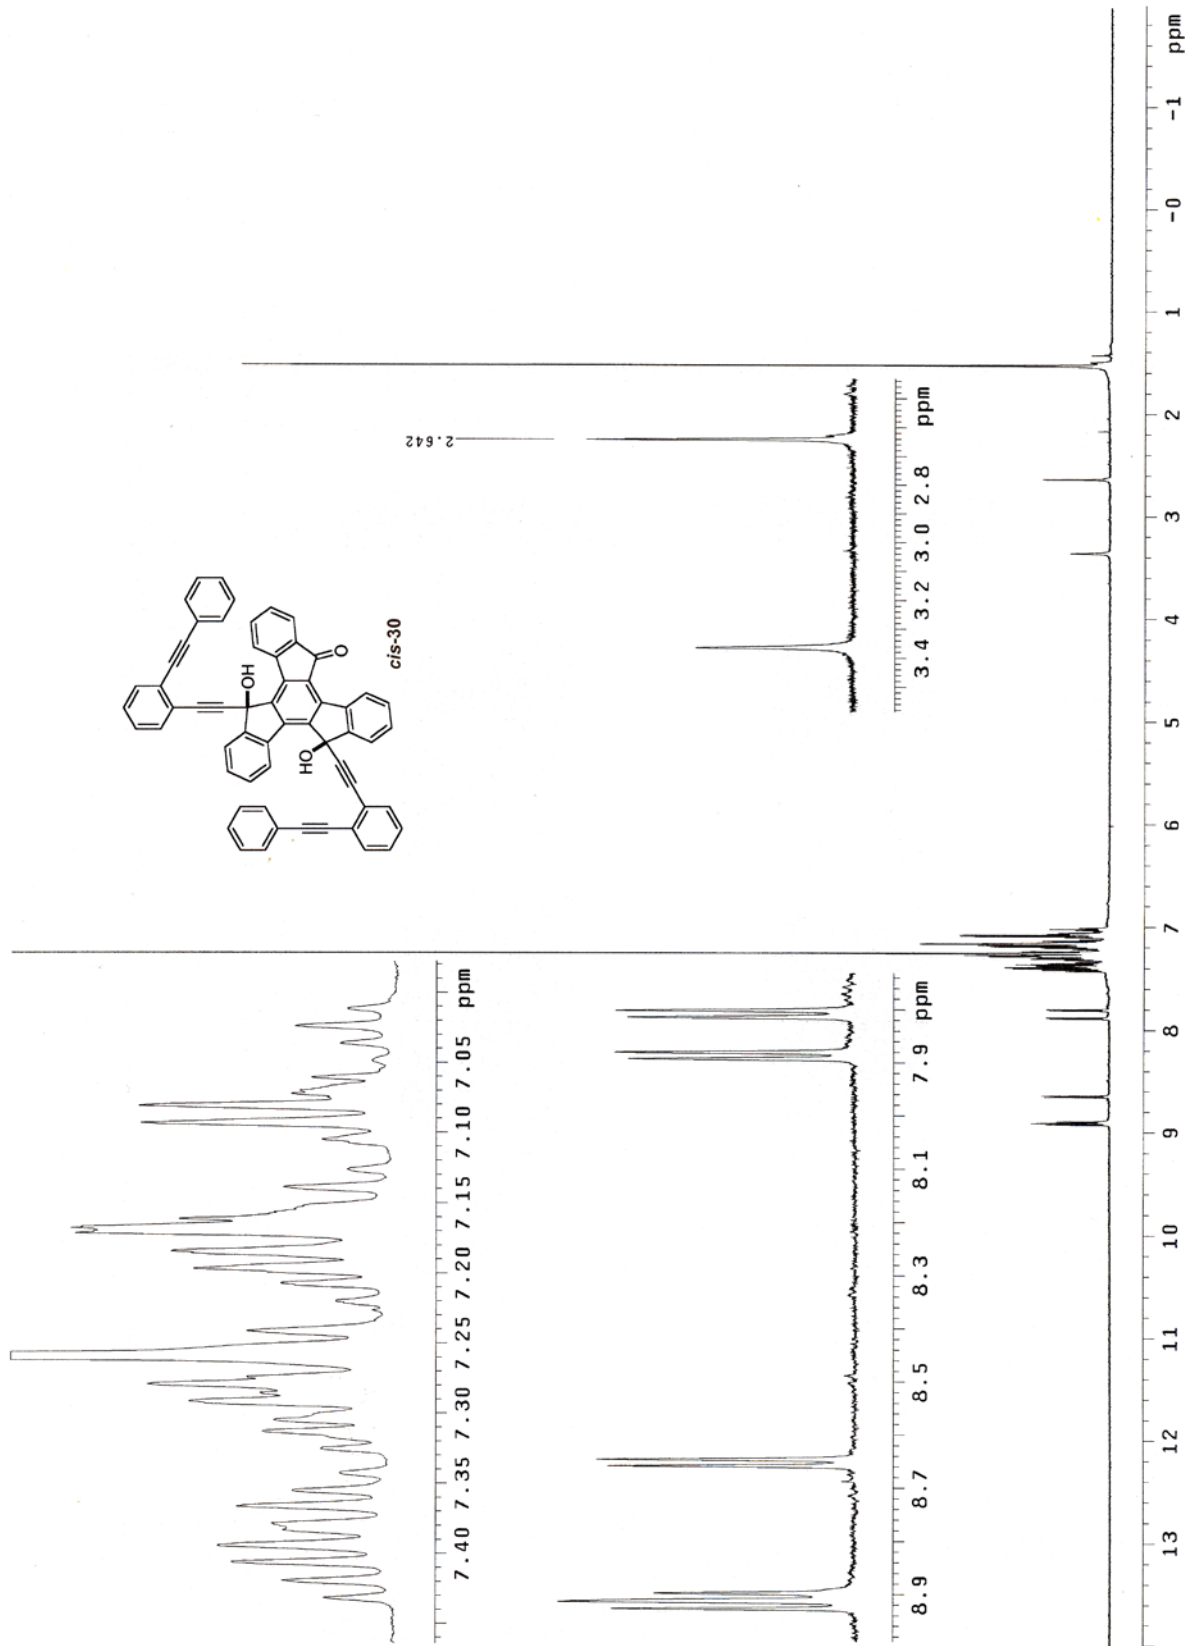 OH
HO
O
cis-30
2.642
7.40 7.35 7.30 7.25 7.20 7.15 7.10 7.05 ppm
8.9 8.7 8.5 8.3 8.1 7.9 ppm
3.4 3.2 3.0 2.8 ppm
13 12 11 10 9 8 7 6 5 4 3 2 1 -0 -1 ppm